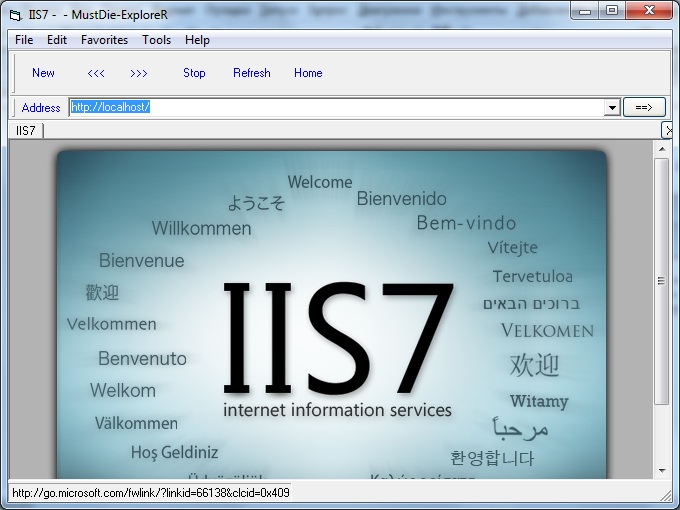 IIS7 - - MustDie-ExploreR
File Edit Favorites Tools Help
New <<< >>> Stop Refresh Home
Address http://localhost/ ==>
IIS7
Welcome
ようこそ
Bienvenido
Willkommen
Bem-vindo
Vítejte
Bienvenue
Tervetuloa
歡迎
ברוכים הבאים
Velkommen
VELKOMEN
Benvenuto
欢迎
Welkom
Witamy
IIS7
internet information services
Välkommen
مرحباً
Hoş Geldiniz
환영합니다
http://go.microsoft.com/fwlink/?linkid=66138&clcid=0x409